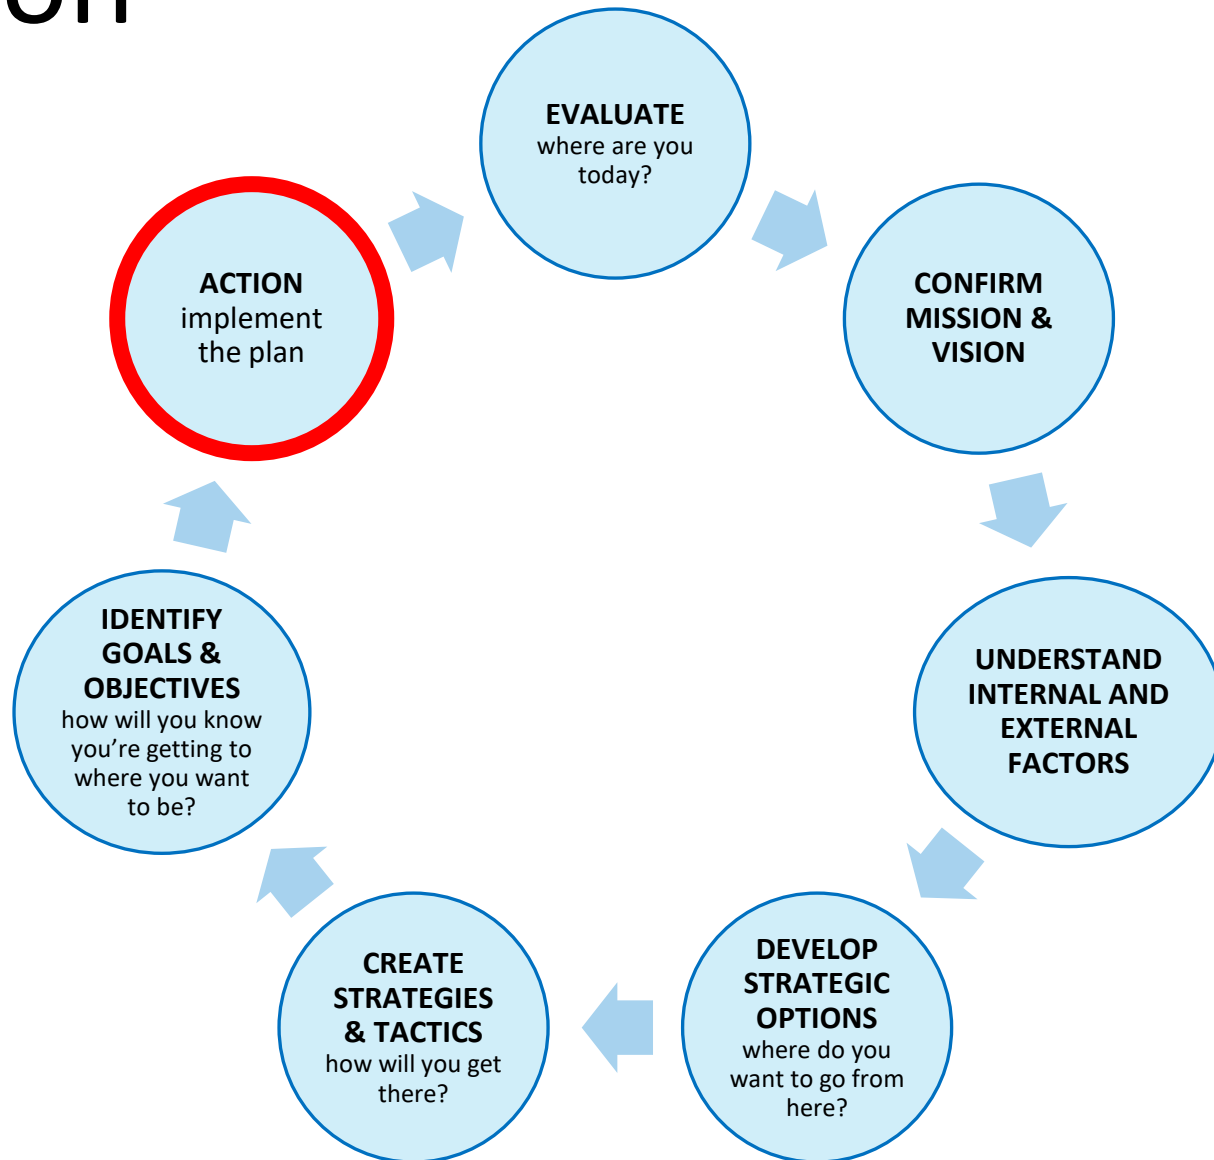 EVALUATE
where are you
today?
CONFIRM
MISSION &
VISION
UNDERSTAND
INTERNAL AND
EXTERNAL
FACTORS
DEVELOP
STRATEGIC
OPTIONS
where do you
want to go from
here?
CREATE
STRATEGIES
& TACTICS
how will you get
there?
IDENTIFY
GOALS &
OBJECTIVES
how will you know
you’re getting to
where you want
to be?
ACTION
implement
the plan